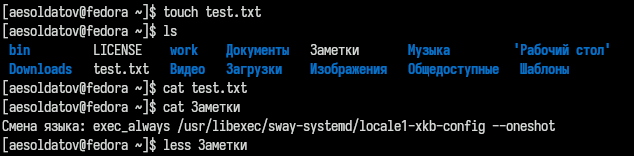 [aesoldatov@fedora ~]$ touch test.txt
[aesoldatov@fedora ~]$ ls
bin LICENSE work Документы Заметки Музыка 'Рабочий стол'
Downloads test.txt Видео Загрузки Изображения Общедоступные Шаблоны
[aesoldatov@fedora ~]$ cat test.txt
[aesoldatov@fedora ~]$ cat Заметки
Смена языка: exec_always /usr/libexec/sway-systemd/locale1-xkb-config --oneshot
[aesoldatov@fedora ~]$ less Заметки